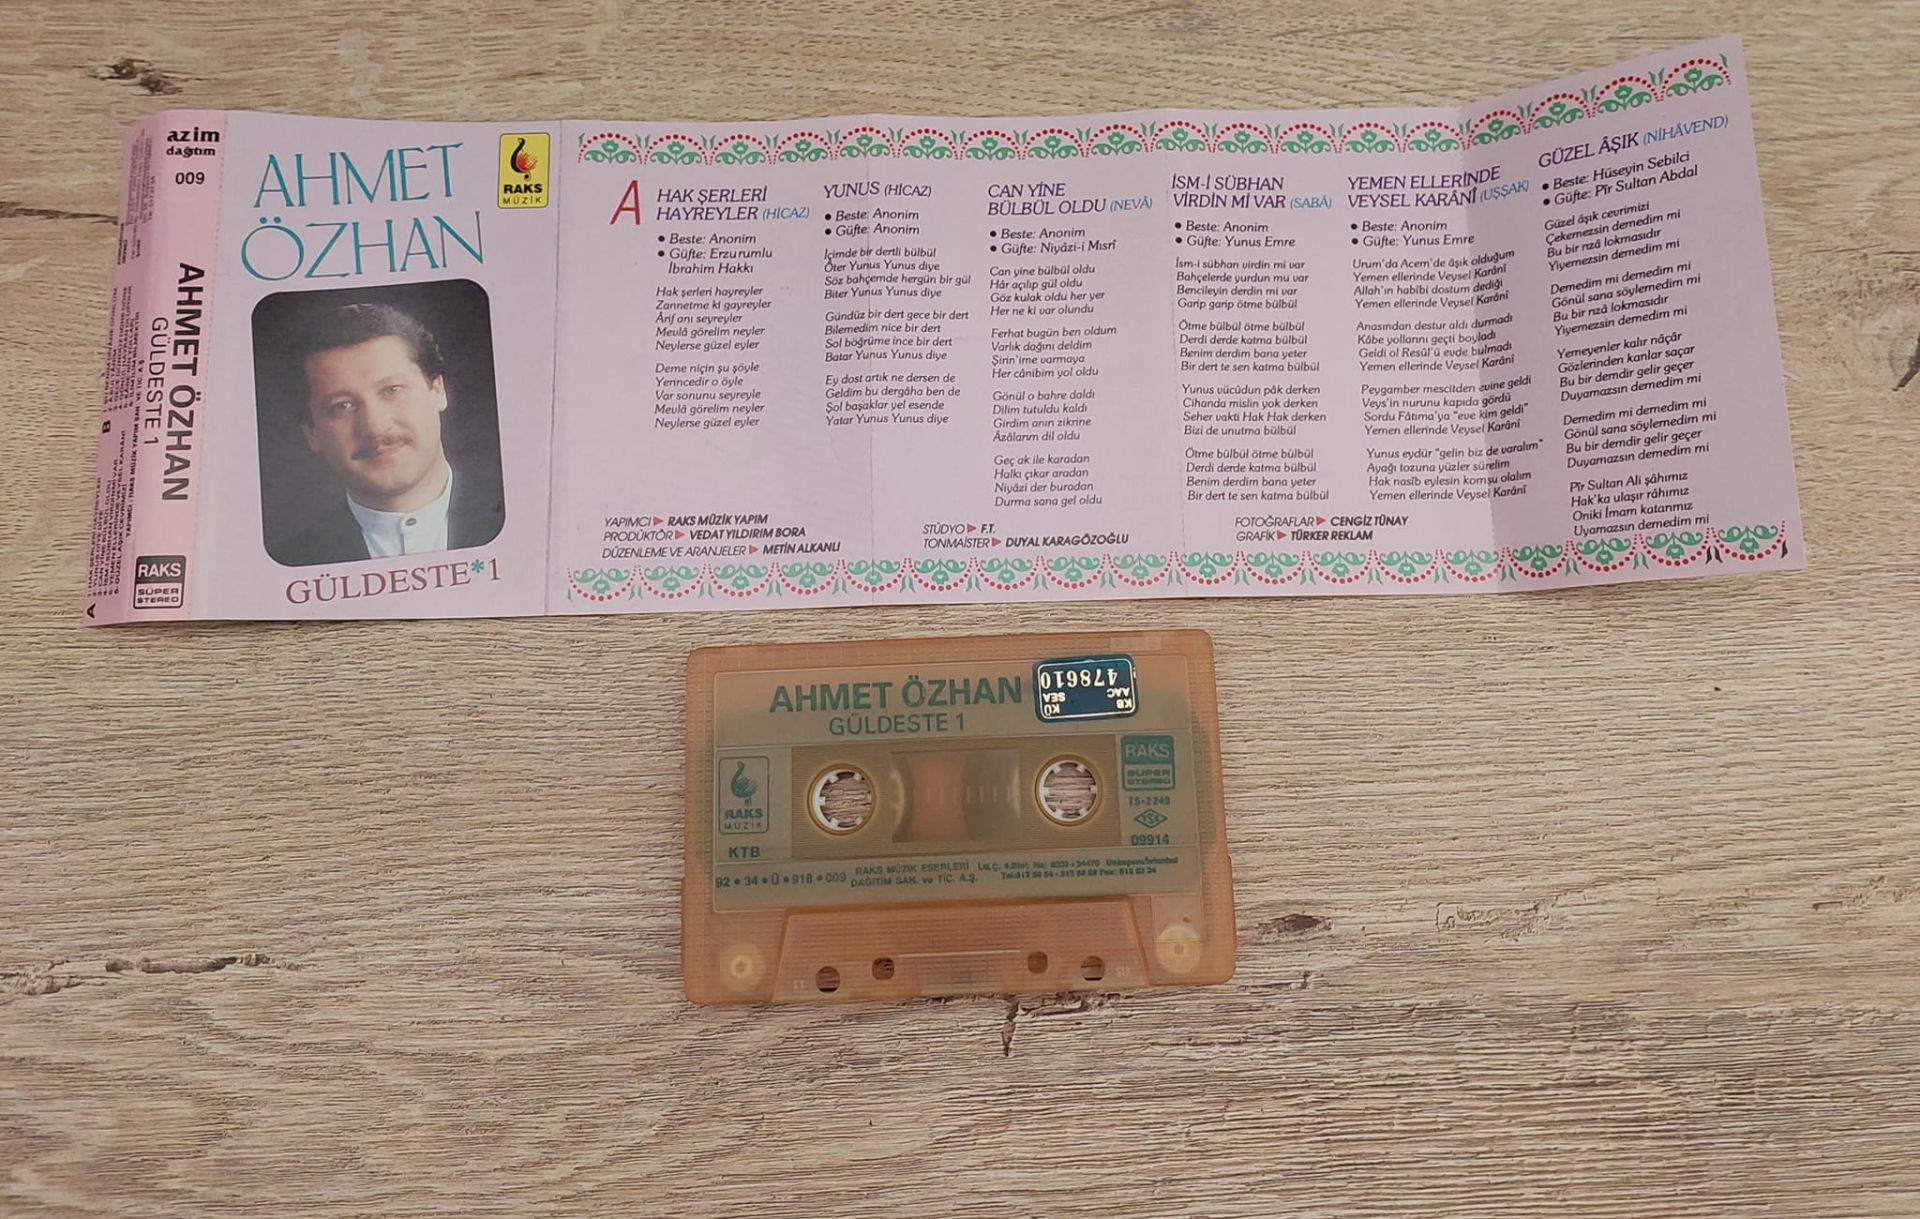 azim
dağıtım
009
AHMET ÖZHAN
GÜLDESTE 1
RAKS
SÜPER
STEREO
A
B
AHMET
ÖZHAN
RAKS
MÜZİK
GÜLDESTE*1
A
HAK ŞERLERİ
HAYREYLER (HİCAZ)
• Beste: Anonim
• Güfte: Erzurumlu
İbrahim Hakkı
Hak şerleri hayreyler
Zannetme ki gayreyler
Ârif anı seyreyler
Meulâ görelim neyler
Neylerse güzel eyler
Deme niçin şu şöyle
Yerincedir o öyle
Var sonunu seyreyle
Meulâ görelim neyler
Neylerse güzel eyler
YUNUS (HİCAZ)
• Beste: Anonim
• Güfte: Anonim
İçimde bir dertli bülbül
Öter Yunus Yunus diye
Söz bahçemde hergün bir gül
Biter Yunus Yunus diye
Gündüz bir dert gece bir dert
Bilemedim nice bir dert
Sol böğrüme ince bir dert
Batar Yunus Yunus diye
Ey dost artık ne dersen de
Geldim bu dergâha ben de
Şol başaklar yel esende
Yatar Yunus Yunus diye
CAN YİNE
BÜLBÜL OLDU (NEVÂ)
• Beste: Anonim
• Güfte: Niyâzi-i Mısrî
Can yine bülbül oldu
Hâr açılıp gül oldu
Göz kulak oldu her yer
Her ne ki var olundu
Ferhat bugün ben oldum
Varlık dağını deldim
Şirin'ime varmaya
Her cânibim yol oldu
Gönül o bahre daldı
Dilim tutuldu kaldı
Girdim anın zikrine
Âzâlarım dil oldu
Geç ak ile karadan
Halkı çıkar aradan
Niyâzi der buradan
Durma sana gel oldu
İSM-İ SÜBHAN
VİRDİN Mİ VAR (SABÂ)
• Beste: Anonim
• Güfte: Yunus Emre
İsm-i sübhan virdin mi var
Bahçelerde yurdun mu var
Bencileyin derdin mi var
Garip garip ötme bülbül
Ötme bülbül ötme bülbül
Derdi derde katma bülbül
Benim derdim bana yeter
Bir dert te sen katma bülbül
Yunus vücûdun pâk derken
Cihanda mislin yok derken
Seher vakti Hak Hak derken
Bizi de unutma bülbül
Ötme bülbül ötme bülbül
Derdi derde katma bülbül
Benim derdim bana yeter
Bir dert te sen katma bülbül
YEMEN ELLERİNDE
VEYSEL KARÂNÎ (UŞŞAK)
• Beste: Anonim
• Güfte: Yunus Emre
Urum'da Acem'de âşık olduğum
Yemen ellerinde Veysel Karânî
Allah'ın habîbi dostum dediği
Yemen ellerinde Veysel Karânî
Anasından destur aldı durmadı
Kâbe yollarını geçti boyladı
Geldi ol Resûl'ü evde bulmadı
Yemen ellerinde Veysel Karânî
Peygamber mescitden evine geldi
Veys'in nurunu kapıda gördü
Sordu Fâtıma'ya "eve kim geldi"
Yemen ellerinde Veysel Karânî
Yunus eydür "gelin biz de varalım"
Ayağı tozuna yüzler sürelim
Hak nasîb eylesin komşu olalım
Yemen ellerinde Veysel Karânî
GÜZEL ÂŞIK (NİHÂVEND)
• Beste: Hüseyin Sebilci
• Güfte: Pîr Sultan Abdal
Güzel âşık cevrimizi
Çekemezsin demedim mi
Bu bir rızâ lokmasıdır
Yiyemezsin demedim mi
Demedim mi demedim mi
Gönül sana söylemedim mi
Bu bir rızâ lokmasıdır
Yiyemezsin demedim mi
Yemeyenler kalır nâçâr
Gözlerinden kanlar saçar
Bu bir demdir gelir geçer
Duyamazsın demedim mi
Demedim mi demedim mi
Gönül sana söylemedim mi
Bu bir demdir gelir geçer
Duyamazsın demedim mi
Pîr Sultan Ali şâhımız
Hak'ka ulaşır râhımız
Oniki İmam katarımız
Uyamazsın demedim mi
YAPIMCI ▶ RAKS MÜZİK YAPIM
PRODÜKTÖR ▶ VEDAT YILDIRIM BORA
DÜZENLEME VE ARANJELER ▶ METİN ALKANLI
STÜDYO ▶ F.T.
TONMAİSTER ▶ DUYAL KARAGÖZOĞLU
FOTOĞRAFLAR ▶ CENGİZ TÜNAY
GRAFİK ▶ TÜRKER REKLAM
AHMET ÖZHAN
GÜLDESTE 1
KB
AAC
KÜ
SEA
478610
RAKS
MÜZİK
KTB
RAKS
SÜPER
STEREO
TS-2240
TSE
09914
92 • 34 • Ü • 918 • 009
RAKS MÜZİK ESERLERİ
DAĞITIM SAN. ve TİC. A.Ş.